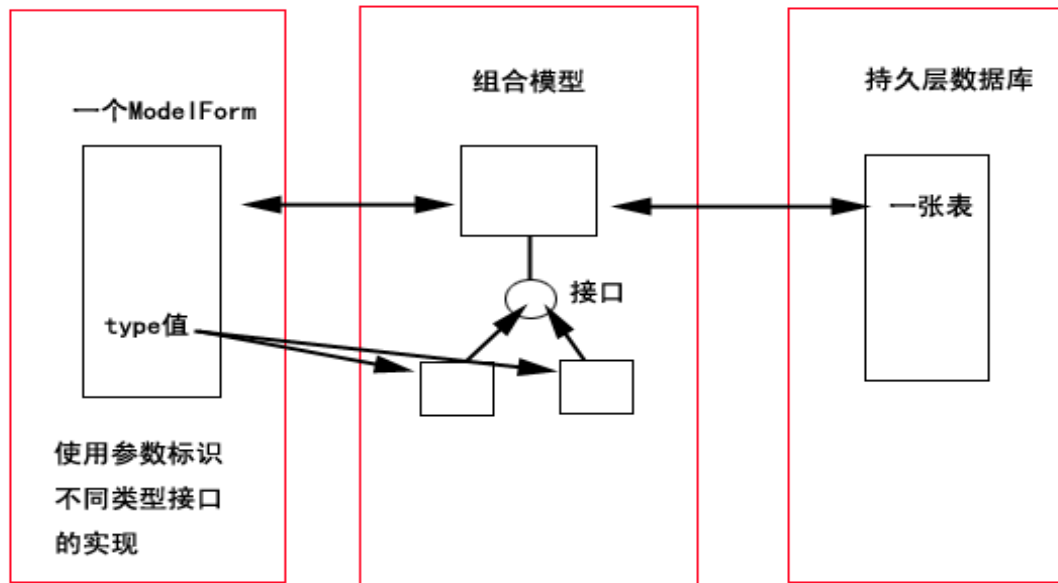 一个ModelForm
type值
使用参数标识
不同类型接口
的实现
组合模型
接口
持久层数据库
一张表